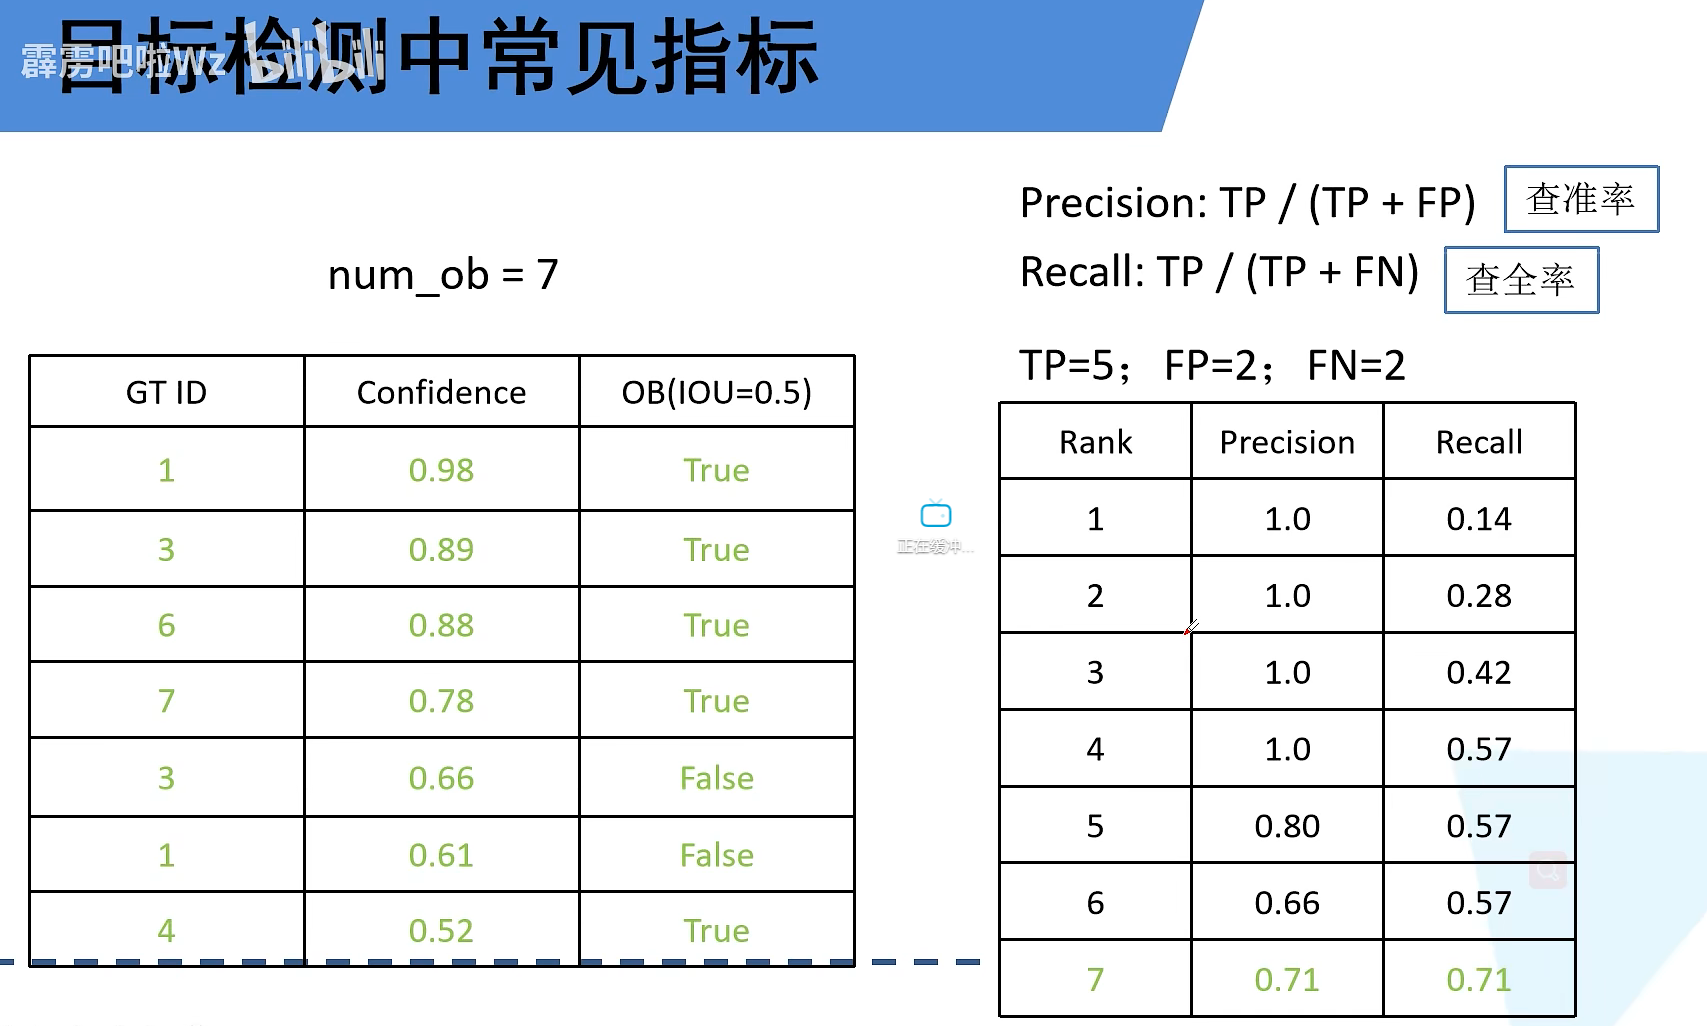 目标检测中常见指标
霹雳吧啦Wz bilibili
Precision: TP / (TP + FP) 查准率
Recall: TP / (TP + FN) 查全率
num_ob = 7
TP=5; FP=2; FN=2
GT ID Confidence OB(IOU=0.5)
1 0.98 True
3 0.89 True
6 0.88 True
7 0.78 True
3 0.66 False
1 0.61 False
4 0.52 True
正在缓冲...
Rank Precision Recall
1 1.0 0.14
2 1.0 0.28
3 1.0 0.42
4 1.0 0.57
5 0.80 0.57
6 0.66 0.57
7 0.71 0.71